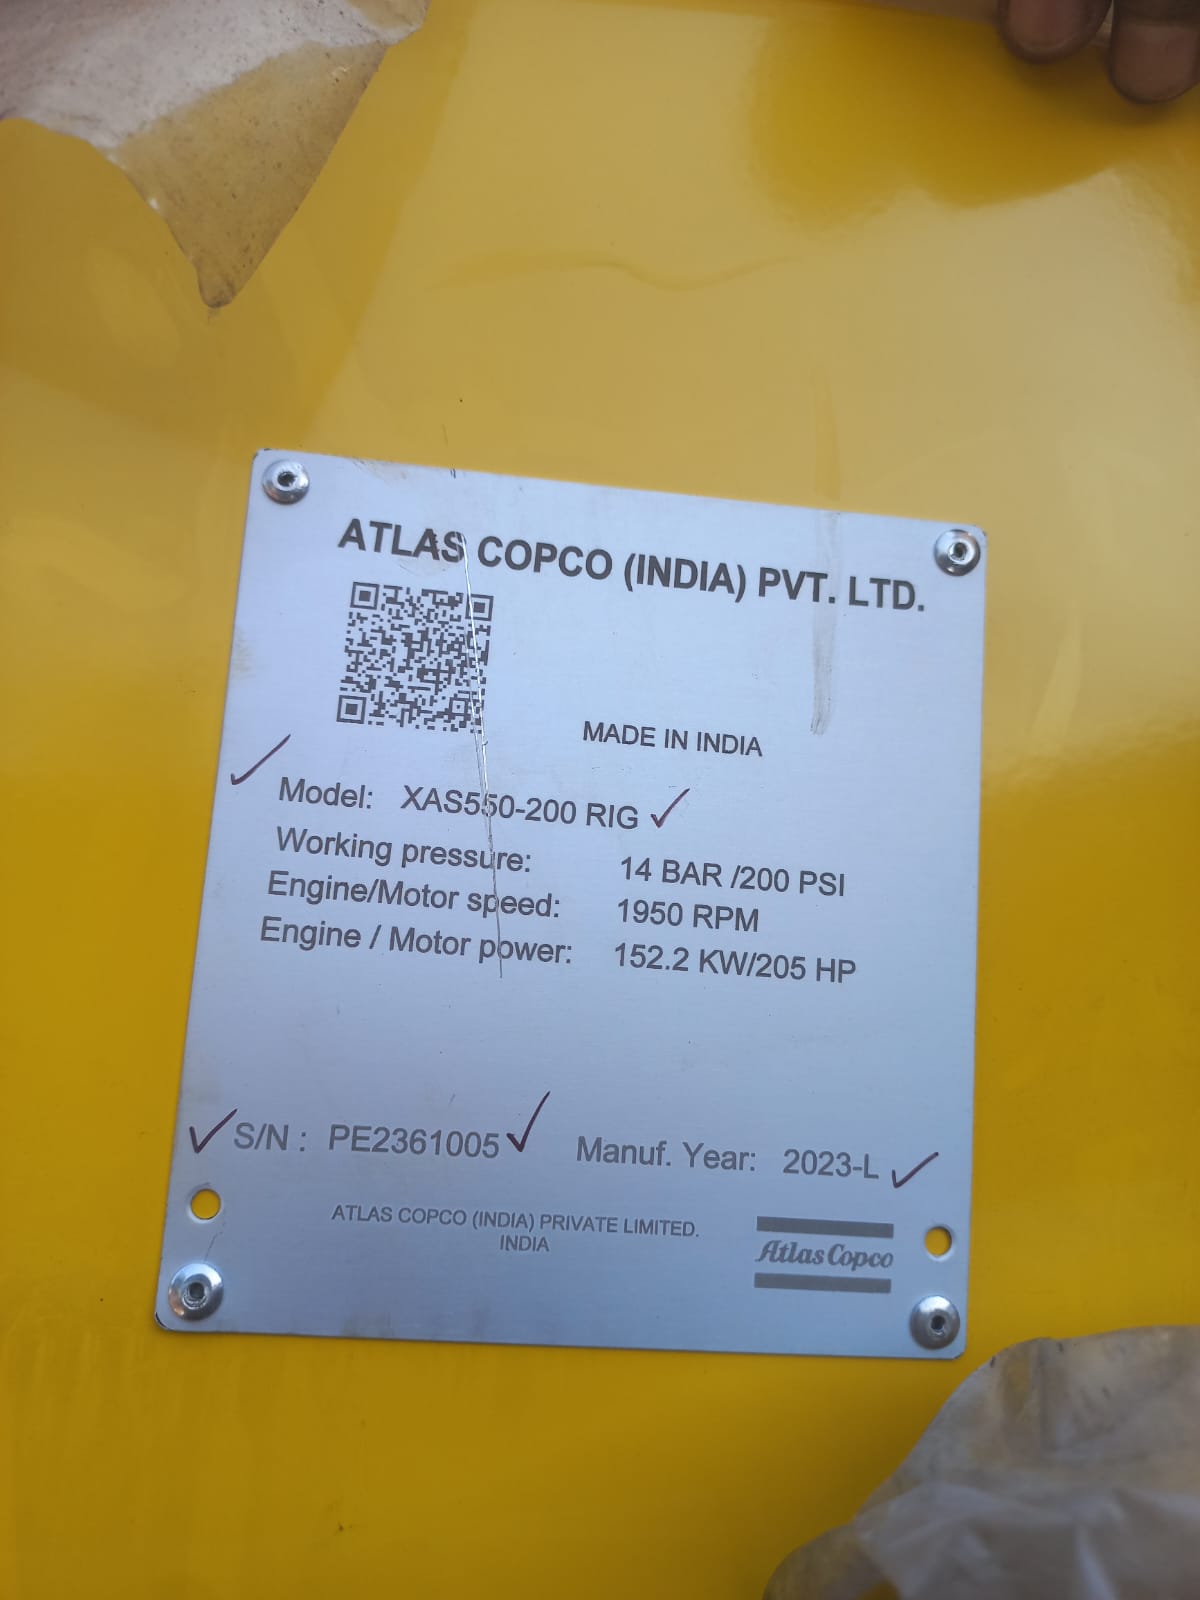 ATLAS COPCO (INDIA) PVT. LTD.
MADE IN INDIA
Model: XAS550-200 RIG
Working pressure: 14 BAR /200 PSI
Engine/Motor speed: 1950 RPM
Engine / Motor power: 152.2 KW/205 HP
S/N : PE2361005 Manuf. Year: 2023-L
ATLAS COPCO (INDIA) PRIVATE LIMITED.
INDIA
Atlas Copco